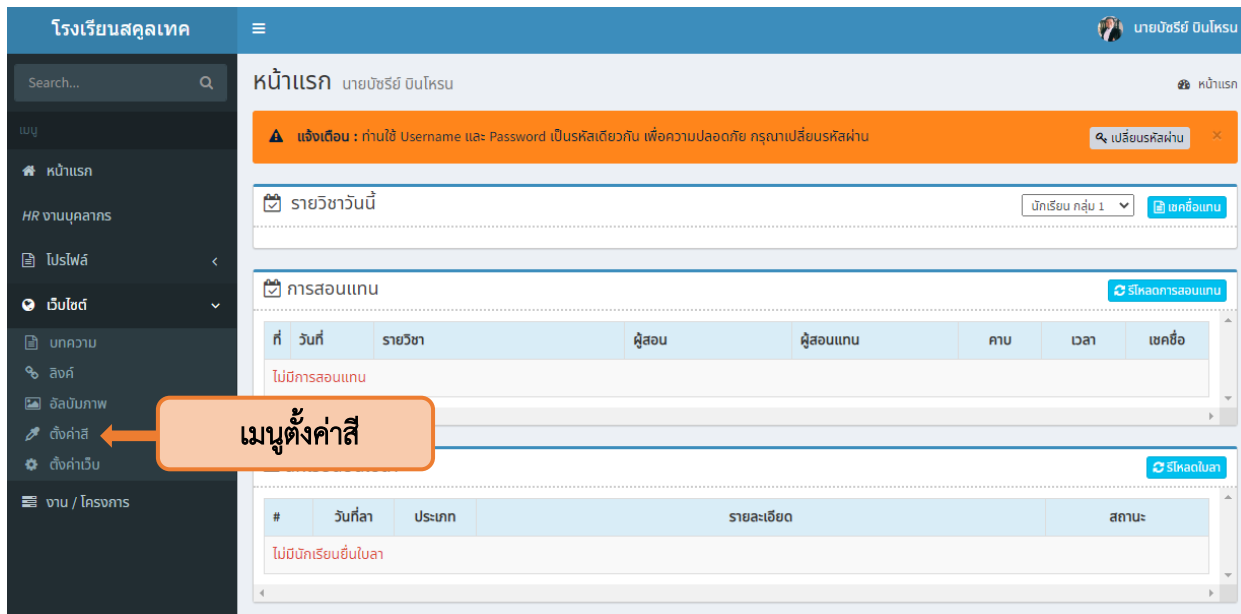 โรงเรียนสคูลเทค
นายบัซรีย์ บินโหรน
Search...
หน้าแรก นายบัซรีย์ บินโหรน
หน้าแรก
เมนู
แจ้งเตือน : ท่านใช้ Username และ Password เป็นรหัสเดียวกัน เพื่อความปลอดภัย กรุณาเปลี่ยนรหัสผ่าน
เปลี่ยนรหัสผ่าน
×
หน้าแรก
HR งานบุคลากร
โปรไฟล์
เว็บไซต์
บทความ
ลิงค์
อัลบัมภาพ
ตั้งค่าสี
ตั้งค่าเว็บ
งาน / โครงการ
เมนูตั้งค่าสี
รายวิชาวันนี้
นักเรียน กลุ่ม 1
เชคชื่อแทน
การสอนแทน
รีโหลดการสอนแทน
ที่ วันที่ รายวิชา ผู้สอน ผู้สอนแทน คาบ เวลา เชคชื่อ
ไม่มีการสอนแทน
รีโหลดใบลา
# วันที่ลา ประเภท รายละเอียด สถานะ
ไม่มีนักเรียนยื่นใบลา